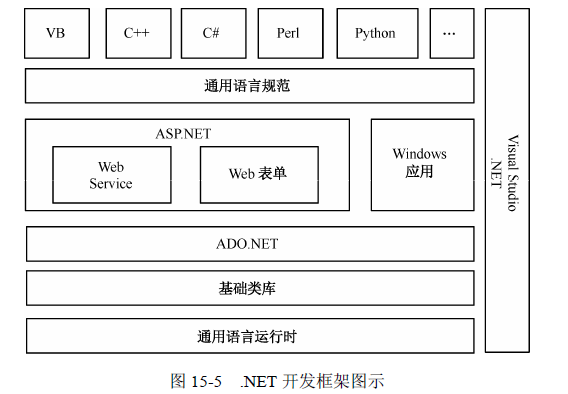 VB
C++
C#
Perl
Python
...
通用语言规范
ASP.NET
Web
Service
Web 表单
Windows
应用
ADO.NET
基础类库
通用语言运行时
Visual Studio
.NET
图 15-5 .NET 开发框架图示